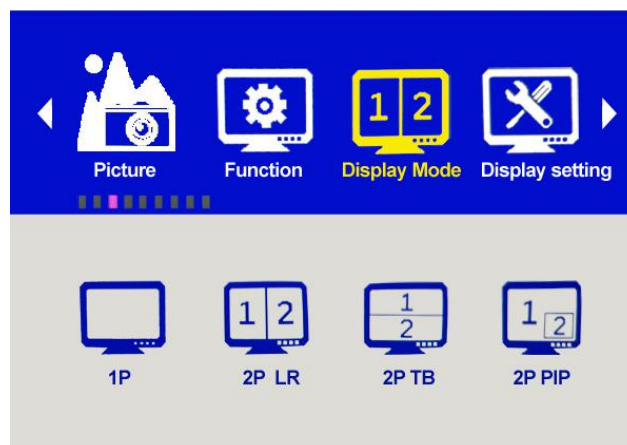 1 2
Picture Function Display Mode Display setting
1 2 1 2 1 2
1P 2P LR 2P TB 2P PIP